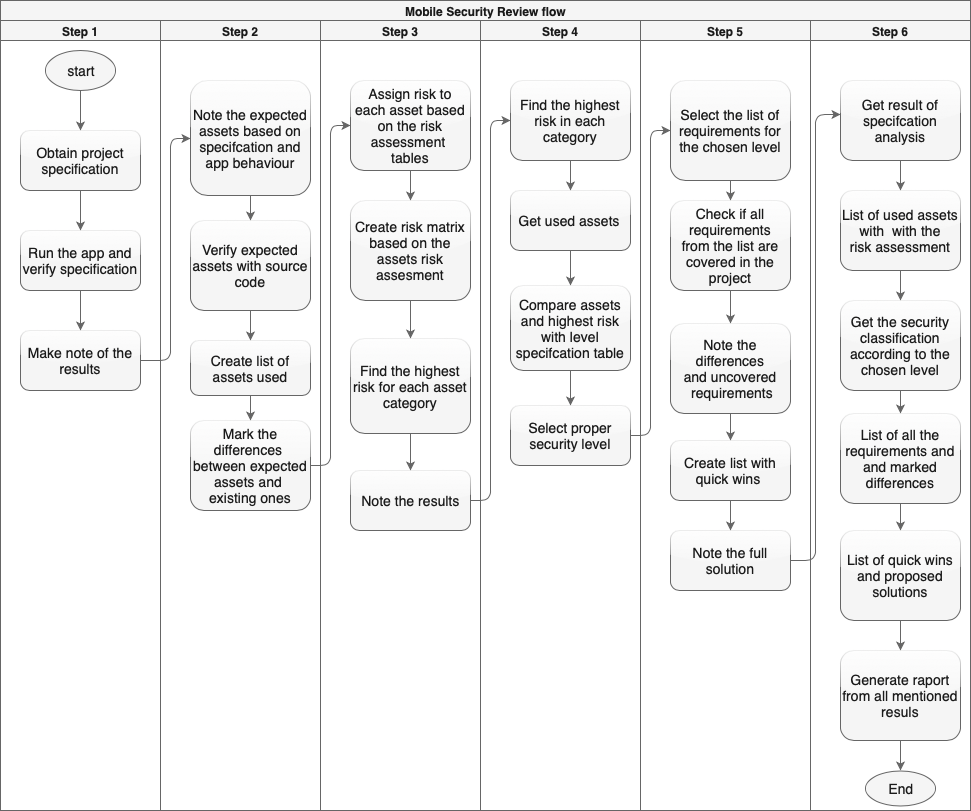 Mobile Security Review flow
Step 1
Step 2
Step 3
Step 4
Step 5
Step 6
start
Obtain project
specification
Run the app and
verify specification
Make note of the
results
Note the expected
assets based on
specifcation and
app behaviour
Verify expected
assets with source
code
Create list of
assets used
Mark the
differences
between expected
assets and
existing ones
Assign risk to
each asset based
on the risk
assessment
tables
Create risk matrix
based on the
assets risk
assesment
Find the highest
risk for each asset
category
Note the results
Find the highest
risk in each
category
Get used assets
Compare assets
and highest risk
with level
specifcation table
Select proper
security level
Select the list of
requirements for
the chosen level
Check if all
requirements
from the list are
covered in the
project
Note the
differences
and uncovered
requirements
Create list with
quick wins
Note the full
solution
Get result of
specifcation
analysis
List of used assets
with with the
risk assessment
Get the security
classification
according to the
chosen level
List of all the
requirements and
and marked
differences
List of quick wins
and proposed
solutions
Generate raport
from all mentioned
resuls
End